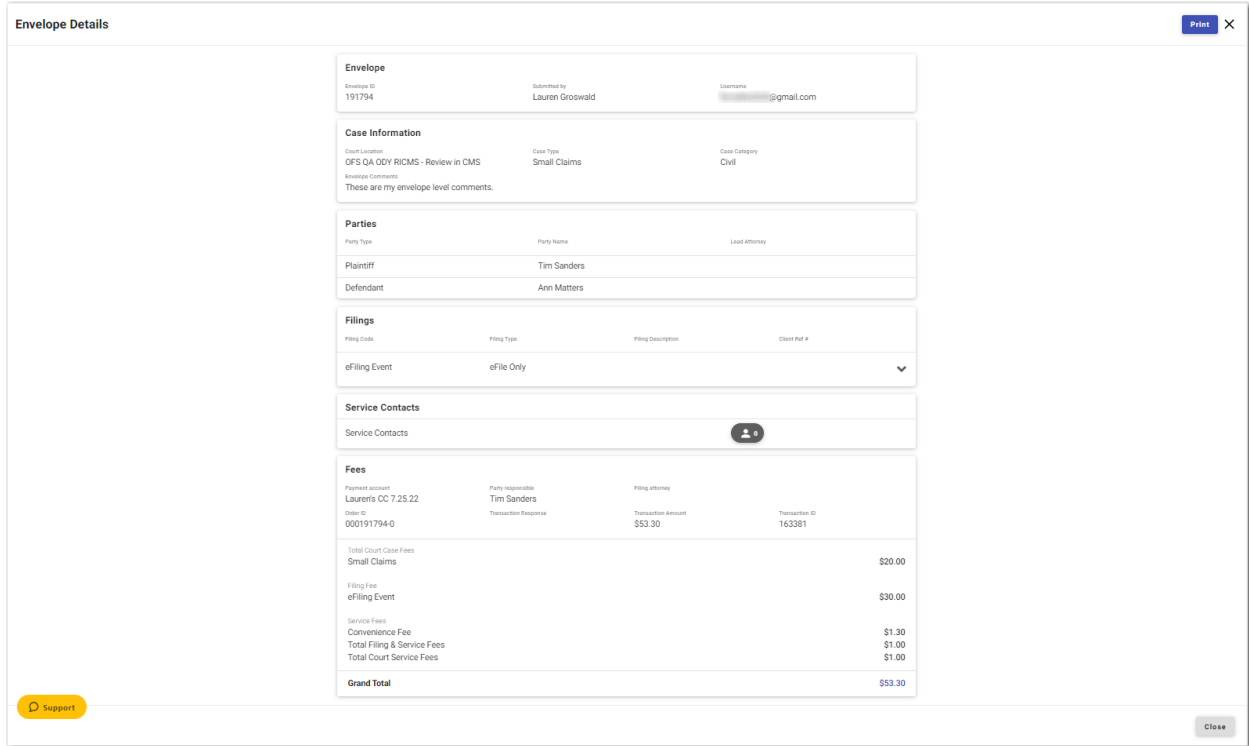 Envelope Details
Print
Envelope
Envelope ID Submitted by Username
191794 Lauren Groswald @gmail.com
Case Information
Court Location Case Type Case Category
OFS QA ODY RICMS - Review in CMS Small Claims Civil
Envelope Comments
These are my envelope level comments.
Parties
Party Type Party Name Lead Attorney
Plaintiff Tim Sanders
Defendant Ann Matters
Filings
Filing Code Filing Type Filing Description Client Ref #
eFiling Event eFile Only
Service Contacts
Service Contacts 0
Fees
Payment account Party responsible Filing attorney
Lauren's CC 7.25.22 Tim Sanders
Order ID Transaction Response Transaction Amount Transaction ID
000191794-0 $53.30 163381
Total Court Case Fees
Small Claims $20.00
Filing Fee
eFiling Event $30.00
Service Fees
Convenience Fee $1.30
Total Filing & Service Fees $1.00
Total Court Service Fees $1.00
Grand Total $53.30
Support
Close